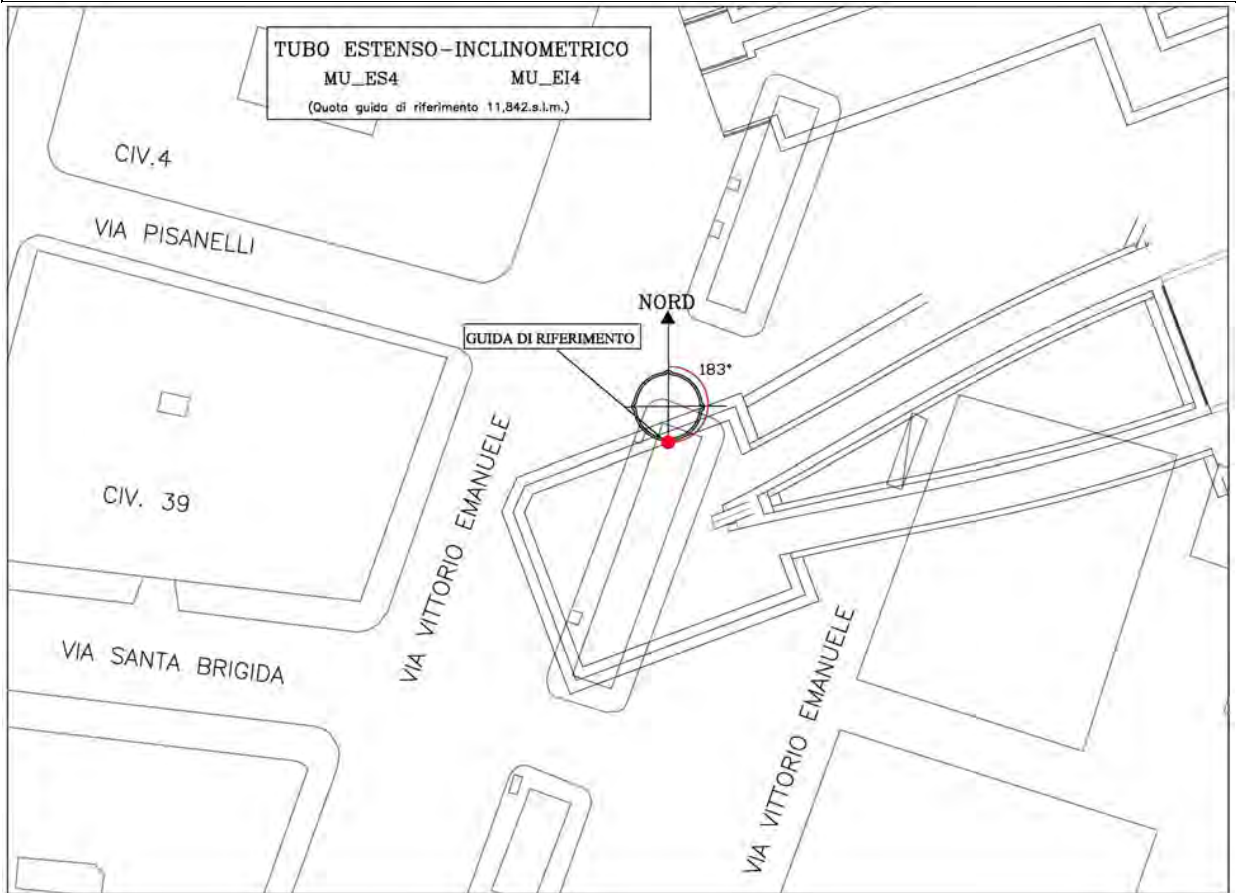 TUBO ESTENSO-INCLINOMETRICO
MU_ES4 MU_EI4
(Quota guida di riferimento 11,842.s.l.m.)
CIV.4
VIA PISANELLI
NORD
GUIDA DI RIFERIMENTO
183°
CIV. 39
VIA VITTORIO EMANUELE
VIA SANTA BRIGIDA
VIA VITTORIO EMANUELE